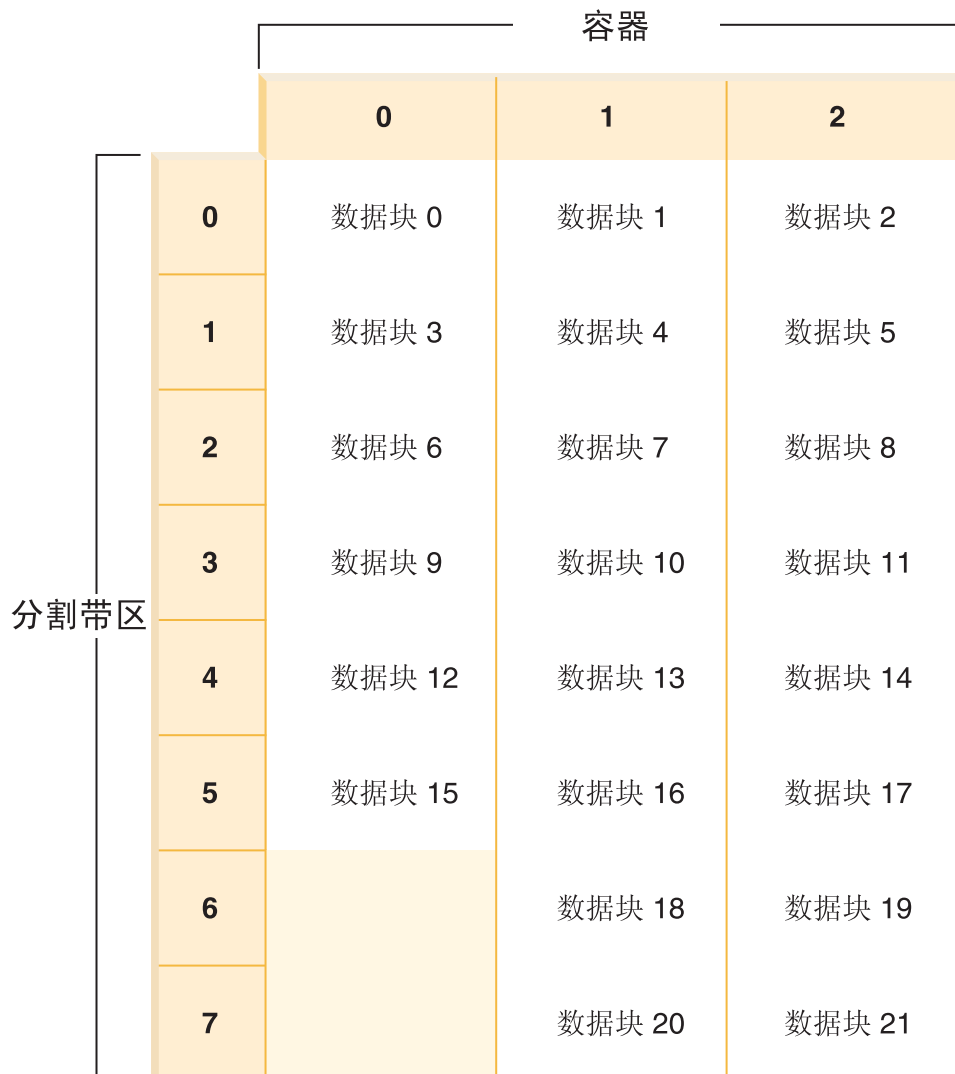 容器
0 1 2
0 数据块 0 数据块 1 数据块 2
1 数据块 3 数据块 4 数据块 5
2 数据块 6 数据块 7 数据块 8
3 数据块 9 数据块 10 数据块 11
分割带区
4 数据块 12 数据块 13 数据块 14
5 数据块 15 数据块 16 数据块 17
6 数据块 18 数据块 19
7 数据块 20 数据块 21